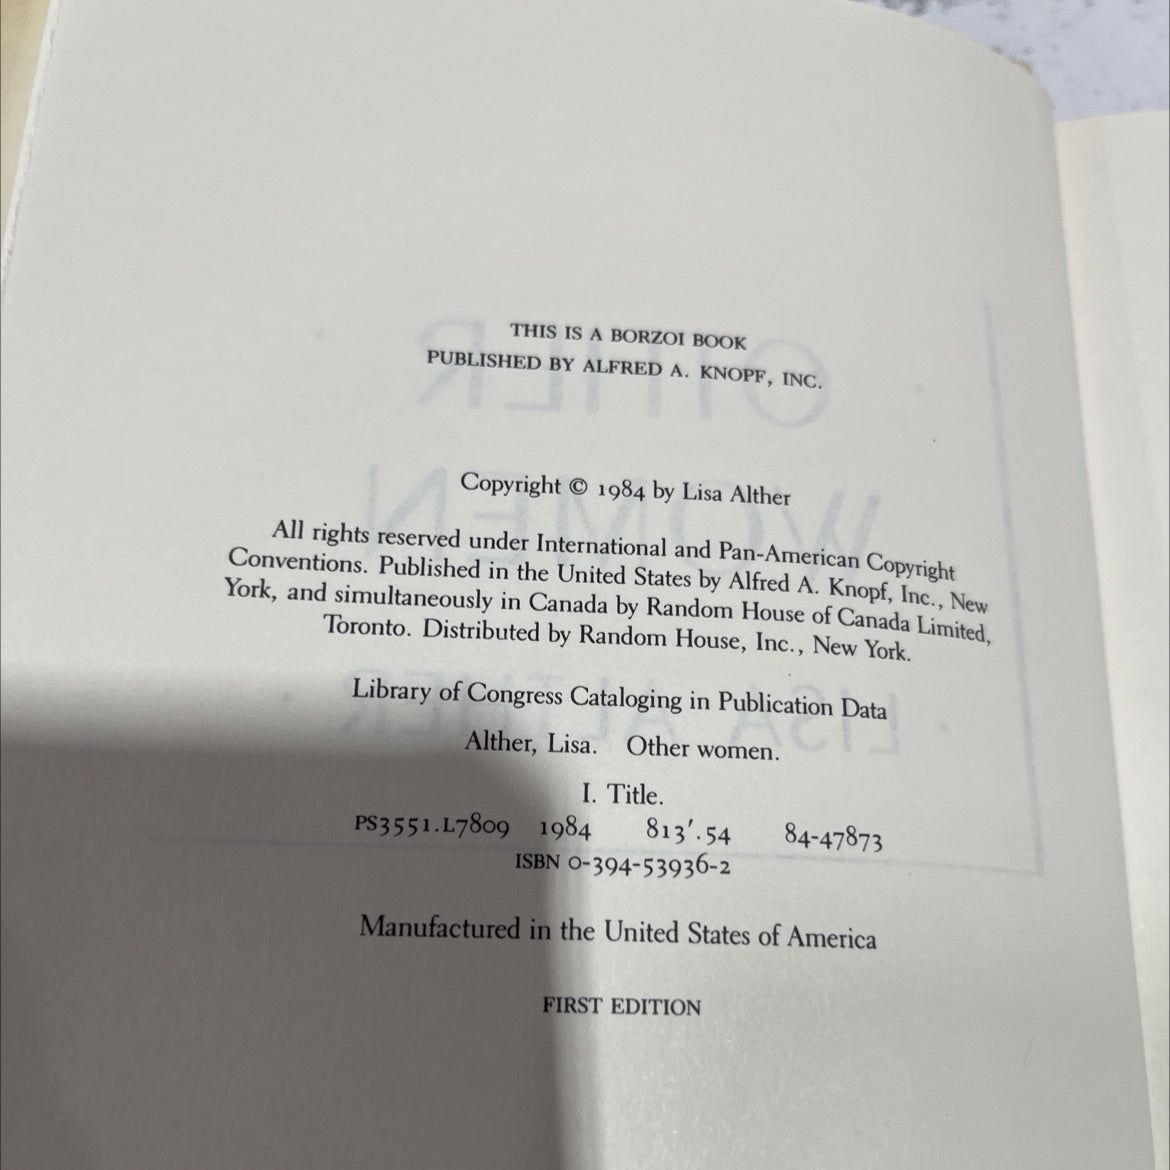 THIS IS A BORZOI BOOK
PUBLISHED BY ALFRED A. KNOPF, INC.
Copyright © 1984 by Lisa Alther
All rights reserved under International and Pan-American Copyright
Conventions. Published in the United States by Alfred A. Knopf, Inc., New
York, and simultaneously in Canada by Random House of Canada Limited,
Toronto. Distributed by Random House, Inc., New York.
Library of Congress Cataloging in Publication Data
Alther, Lisa. Other women.
I. Title.
PS3551.L7809 1984 813′.54 84-47873
ISBN 0-394-53936-2
Manufactured in the United States of America
FIRST EDITION
OTHER
WOMEN
· LISA ALTHER ·